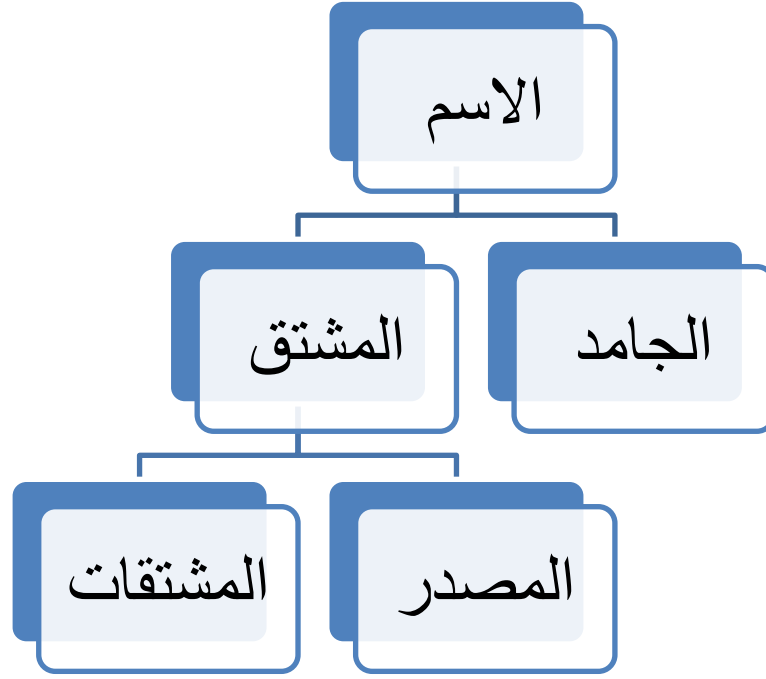 الاسم
الجامد
المشتق
المصدر
المشتقات